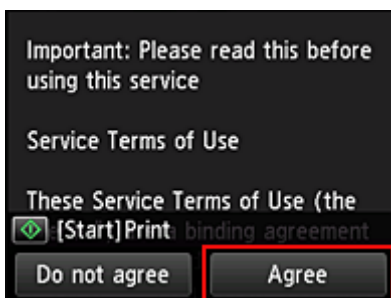 Important: Please read this before
using this service
Service Terms of Use
These Service Terms of Use (the
[Start]Print
binding agreement
Do not agree
Agree